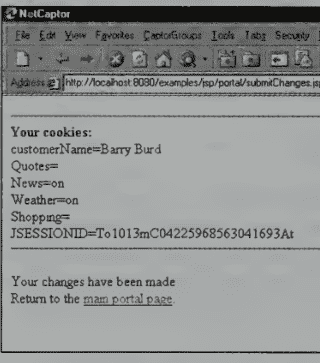 NetCaptor
File Edit View Favorites CaptorGroups Tools Tabs Security
Address http://localhost:8080/examples/jsp/portal/submitChanges.jsp
Your cookies:
customerName=Barry Burd
Quotes=
News=on
Weather=on
Shopping=
JSESSIONID=To1013mC04225968563041693At
Your changes have been made
Return to the main portal page.